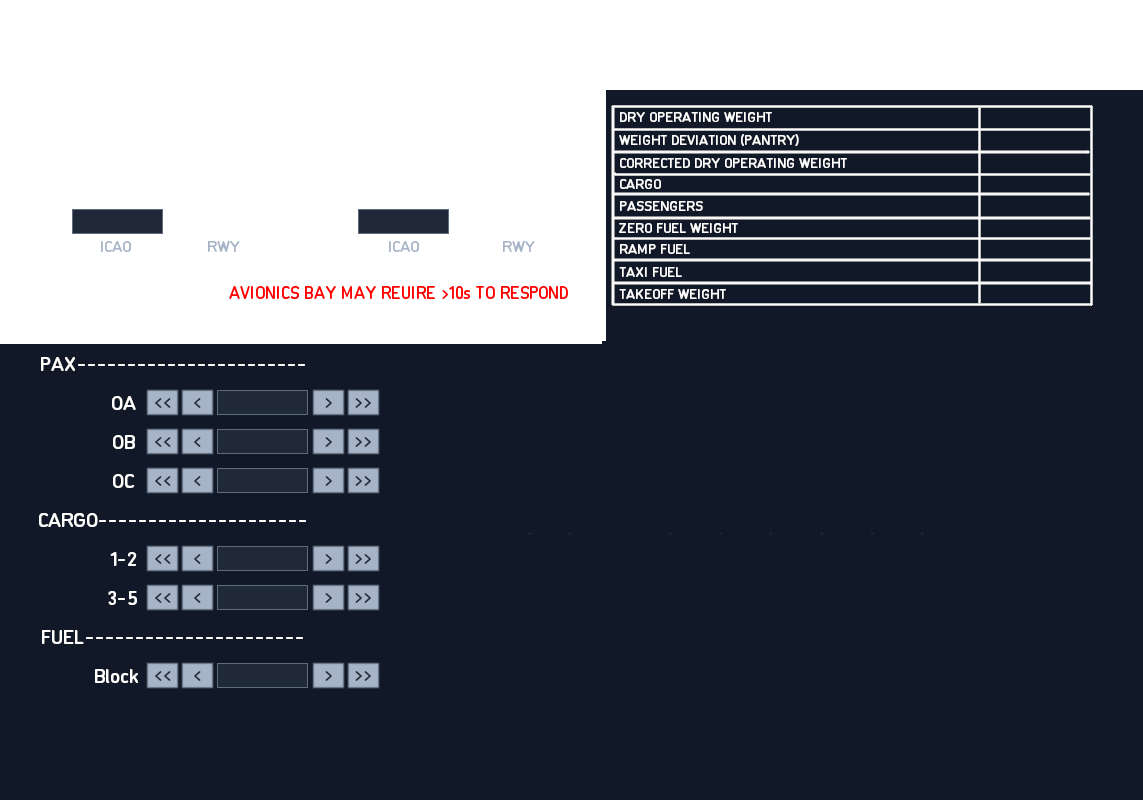 DRY OPERATING WEIGHT
WEIGHT DEVIATION (PANTRY)
CORRECTED DRY OPERATING WEIGHT
CARGO
PASSENGERS
ZERO FUEL WEIGHT
RAMP FUEL
TAXI FUEL
TAKEOFF WEIGHT
ICAO RWY ICAO RWY
AVIONICS BAY MAY REUIRE >10s TO RESPOND
PAX-----------------------
OA << < > >>
OB << < > >>
OC << < > >>
CARGO---------------------
1-2 << < > >>
3-5 << < > >>
FUEL----------------------
Block << < > >>